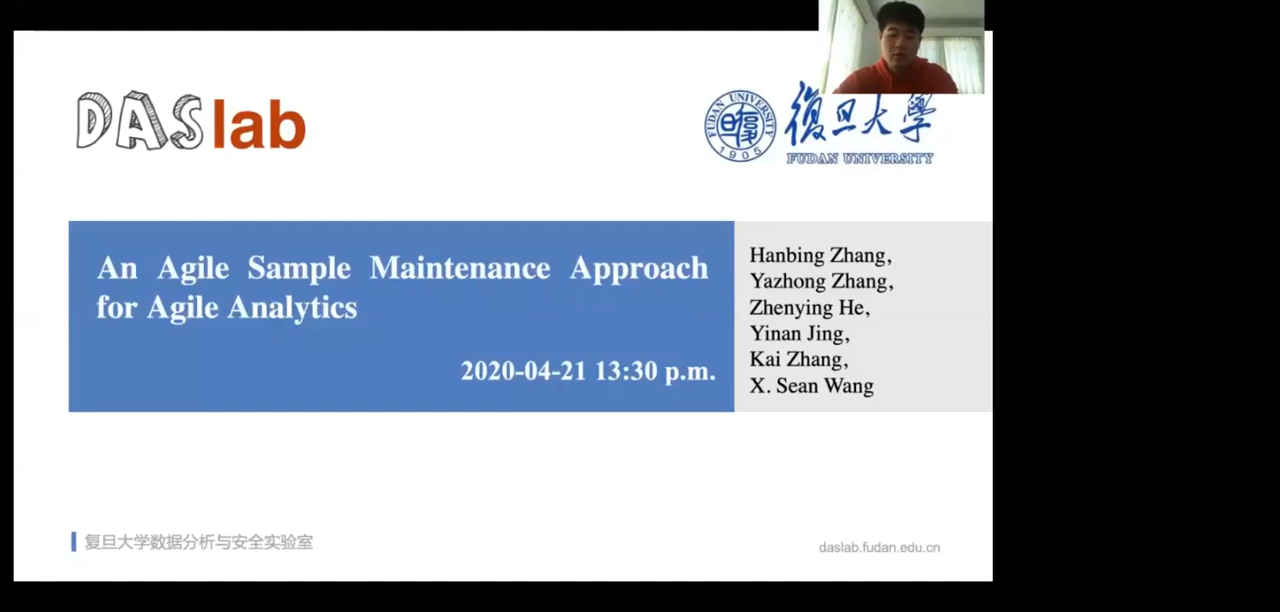 DAS lab
FUDAN UNIVERSITY
1905
復旦大學
FUDAN UNIVERSITY
An Agile Sample Maintenance Approach
for Agile Analytics
2020-04-21 13:30 p.m.
Hanbing Zhang,
Yazhong Zhang,
Zhenying He,
Yinan Jing,
Kai Zhang,
X. Sean Wang
复旦大学数据分析与安全实验室
daslab.fudan.edu.cn